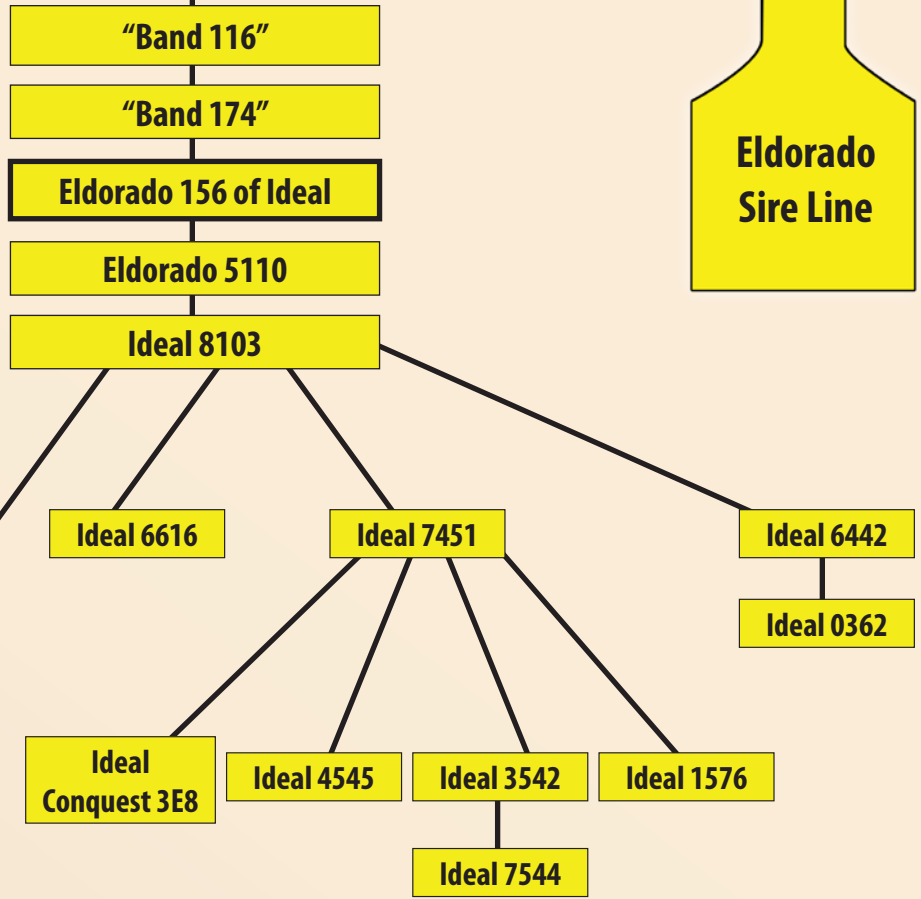 “Band 116”
“Band 174”
Eldorado
Sire Line
Eldorado 156 of Ideal
Eldorado 5110
Ideal 8103
Ideal 6616
Ideal 7451
Ideal 6442
Ideal 0362
Ideal
Conquest 3E8
Ideal 4545
Ideal 3542
Ideal 1576
Ideal 7544